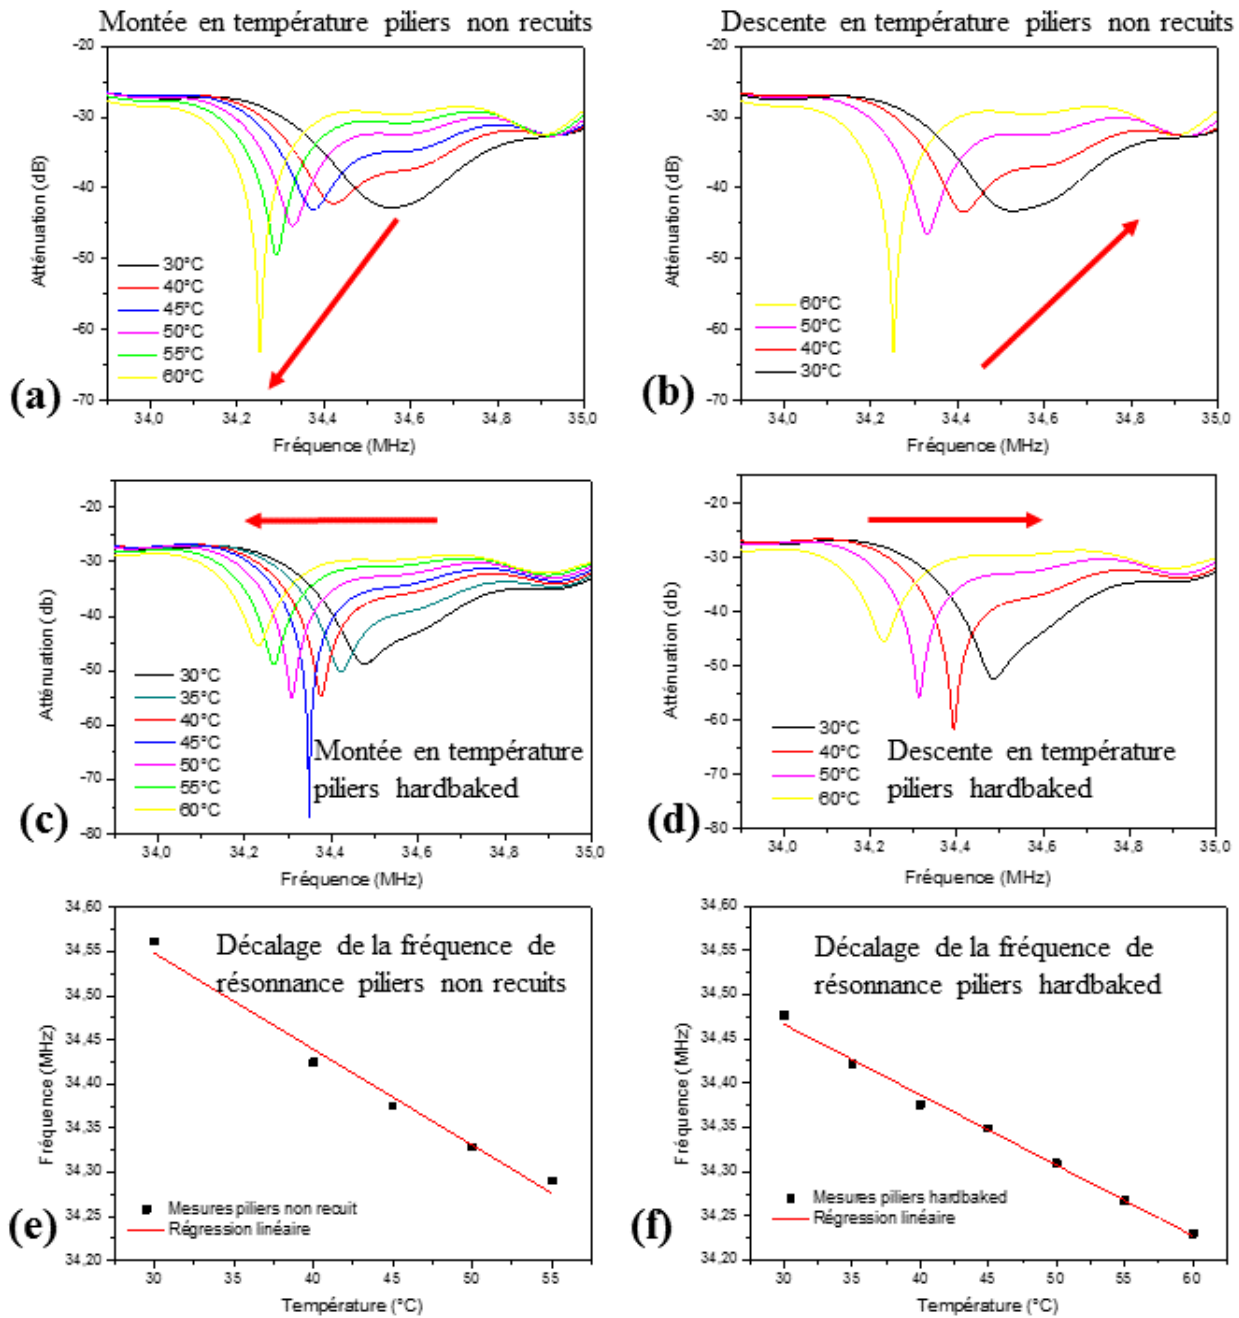 Montée en température piliers non recuits
-20
-30
-40
-50
-60
-70
Atténuation (dB)
30°C
40°C
45°C
50°C
55°C
60°C
(a)
34,0
34,2
34,4
34,6
34,8
35,0
Fréquence (MHz)
Descente en température piliers non recuits
-20
-30
-40
-50
-60
-70
Atténuation (dB)
60°C
50°C
40°C
30°C
(b)
34,0
34,2
34,4
34,6
34,8
35,0
Fréquence (MHz)
-20
-30
-40
-50
-60
-70
-80
Atténuation (db)
30°C
35°C
40°C
45°C
50°C
55°C
60°C
Montée en température
piliers hardbaked
(c)
34,0
34,2
34,4
34,6
34,8
35,0
Fréquence (MHz)
-20
-30
-40
-50
-60
-70
-80
Atténuation (db)
30°C
40°C
50°C
60°C
Descente en température
piliers hardbaked
(d)
34,0
34,2
34,4
34,6
34,8
35,0
Fréquence (MHz)
34,60
34,55
34,50
34,45
34,40
34,35
34,30
34,25
34,20
Fréquence (MHz)
Décalage de la fréquence de
résonnance piliers non recuits
Mesures piliers non recuit
Régression linéaire
(e)
30
35
40
45
50
55
Température (°C)
34,60
34,55
34,50
34,45
34,40
34,35
34,30
34,25
34,20
Fréquence (MHz)
Décalage de la fréquence de
résonnance piliers hardbaked
Mesures piliers hardbaked
Régression linéaire
(f)
30
35
40
45
50
55
60
Température (°C)